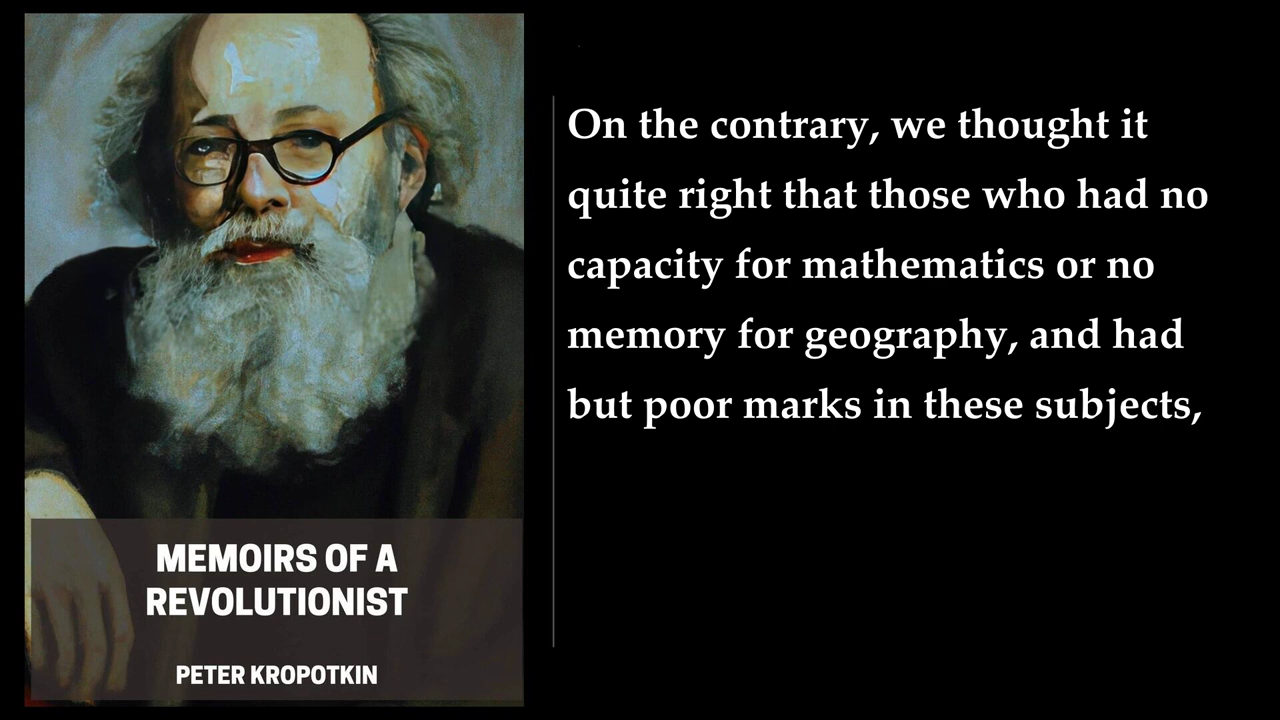 On the contrary, we thought it
quite right that those who had no
capacity for mathematics or no
memory for geography, and had
but poor marks in these subjects,
MEMOIRS OF A
REVOLUTIONIST
PETER KROPOTKIN